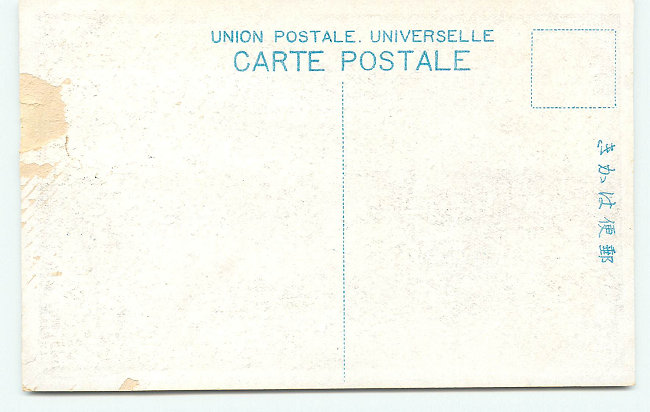 UNION POSTALE. UNIVERSELLE
CARTE POSTALE
郵便はかき